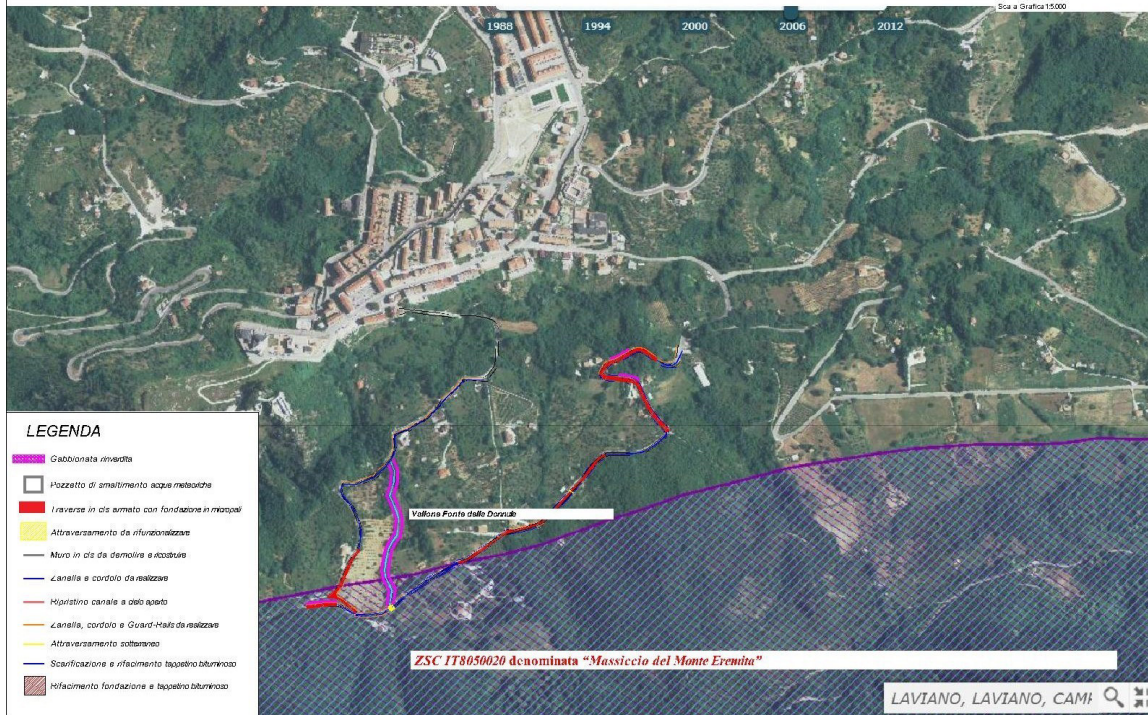 Scala Grafica 1:5.000
1988 1994 2000 2006 2012
LEGENDA
Gabbionata rinverdita
Pozzetto di smaltimento acque meteoriche
Traverse in cls armato con fondazione in micropali
Attraversamento da rifunzionalizzare
Muro in cls da demolire e ricostruire
Zanella e cordolo da realizzare
Ripristino canale a cielo aperto
Zanella, cordolo e Guard-Rails da realizzare
Attraversamento sotterraneo
Scarificazione e rifacimento tappetino bituminoso
Rifacimento fondazione e tappetino bituminoso
Vallone Fonte delle Donnule
ZSC IT8050020 denominata “Massiccio del Monte Eremita”
LAVIANO, LAVIANO, CAMP